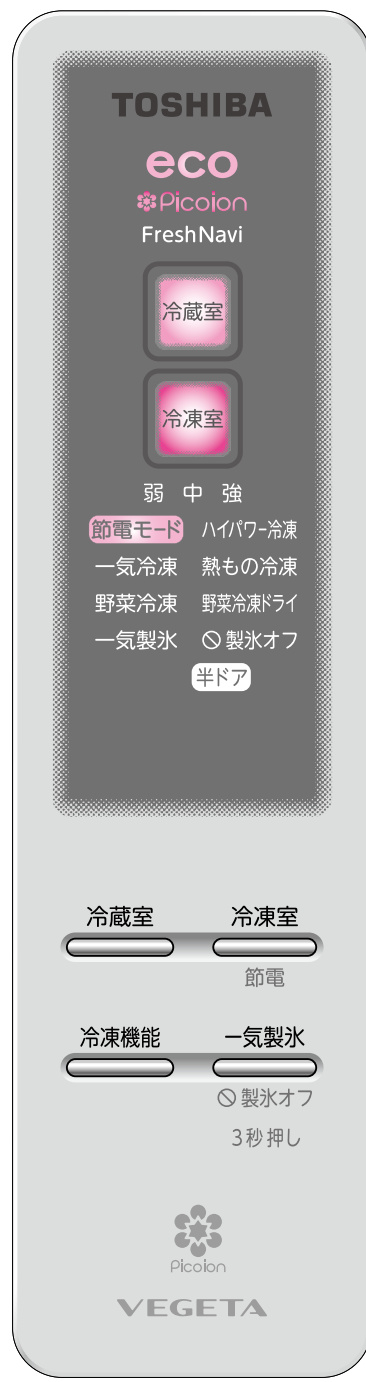 TOSHIBA
eco
Picoion
FreshNavi
冷蔵室
冷凍室
弱 中 強
節電モード ハイパワー冷凍
一気冷凍 熱もの冷凍
野菜冷凍 野菜冷凍ドライ
一気製氷 製氷オフ
半ドア
冷蔵室 冷凍室
節電
冷凍機能 一気製氷
製氷オフ
3秒押し
Picoion
VEGETA